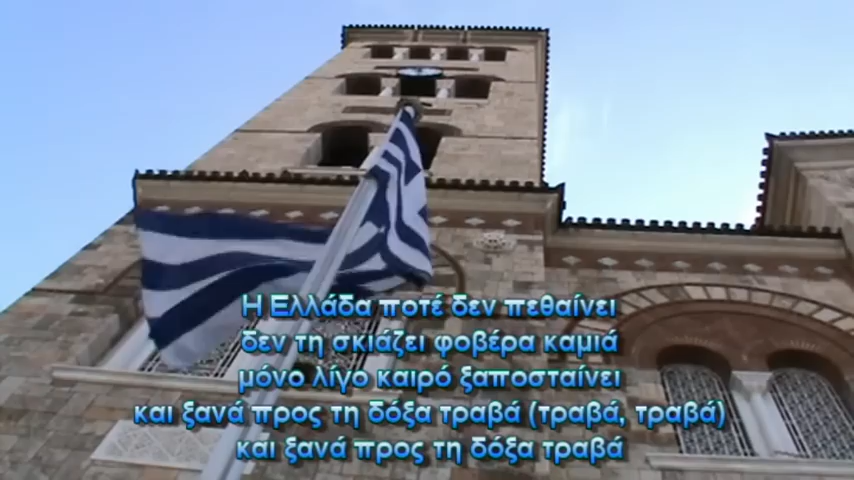 Η Ελλάδα ποτέ δεν πεθαίνει
δεν τη σκιάζει φοβέρα καμιά
μόνο λίγο καιρό ξαποσταίνει
και ξανά προς τη δόξα τραβά (τραβά, τραβά)
και ξανά προς τη δόξα τραβά